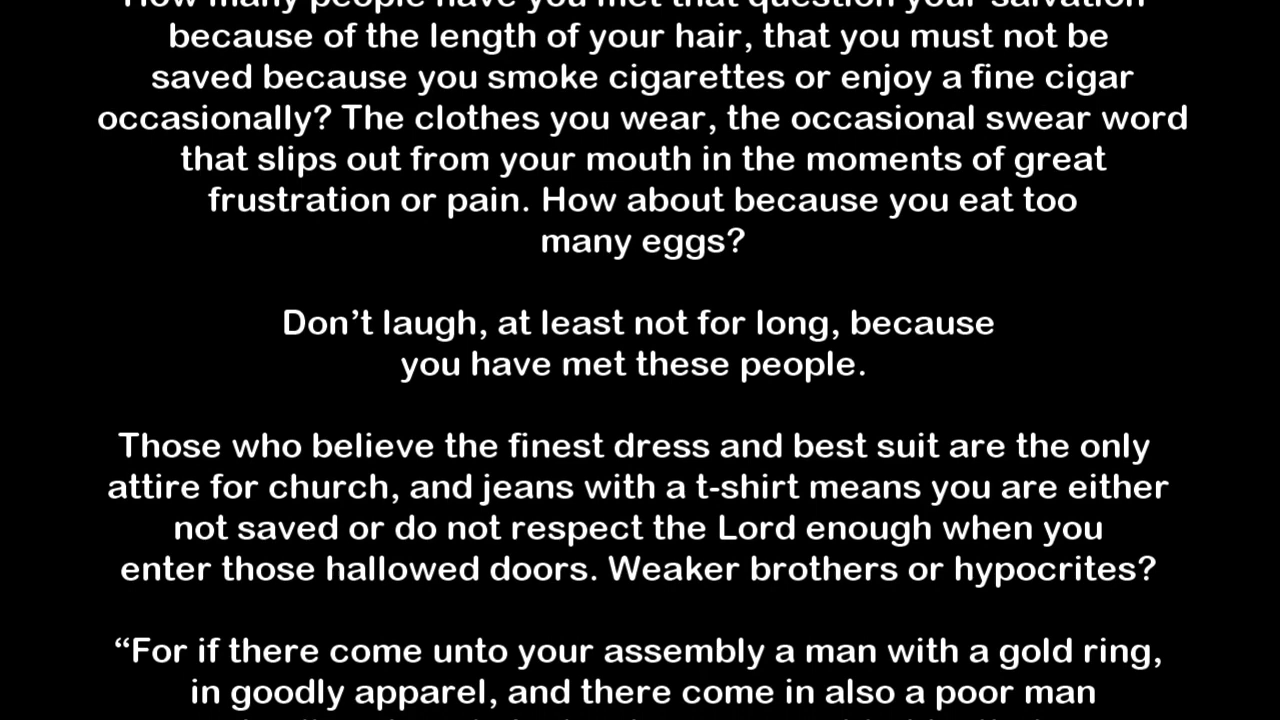 How many people have you met that question your salvation
because of the length of your hair, that you must not be
saved because you smoke cigarettes or enjoy a fine cigar
occasionally? The clothes you wear, the occasional swear word
that slips out from your mouth in the moments of great
frustration or pain. How about because you eat too
many eggs?
Don’t laugh, at least not for long, because
you have met these people.
Those who believe the finest dress and best suit are the only
attire for church, and jeans with a t-shirt means you are either
not saved or do not respect the Lord enough when you
enter those hallowed doors. Weaker brothers or hypocrites?
“For if there come unto your assembly a man with a gold ring,
in goodly apparel, and there come in also a poor man